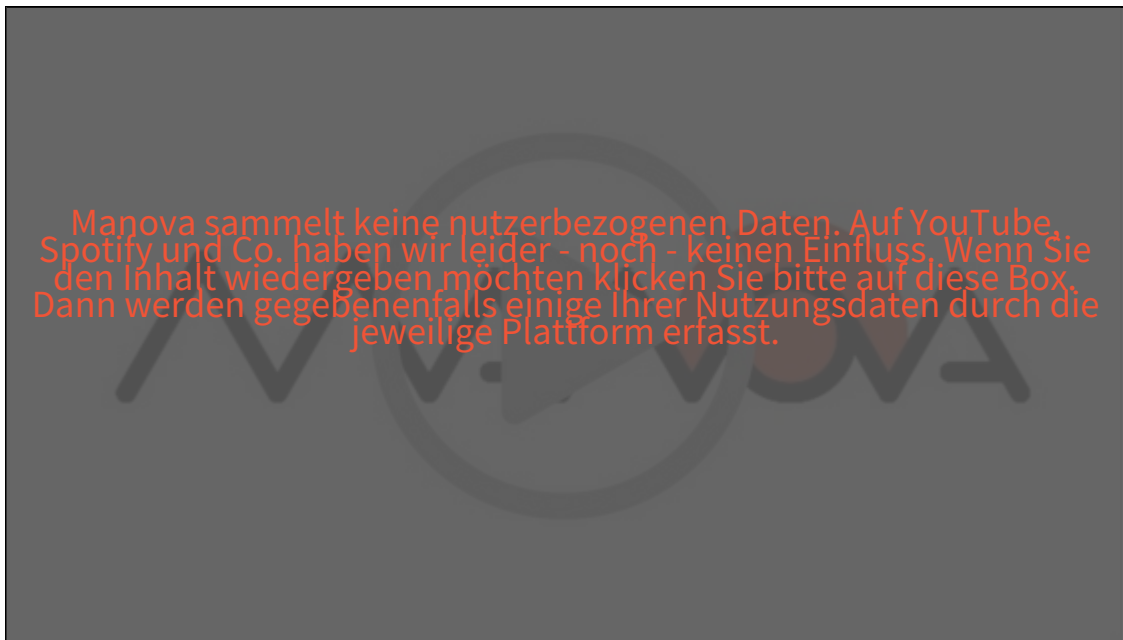 Manova sammelt keine nutzerbezogenen Daten. Auf YouTube,
Spotify und Co. haben wir leider - noch - keinen Einfluss. Wenn Sie
den Inhalt wiedergeben möchten klicken Sie bitte auf diese Box.
Dann werden gegebenenfalls einige Ihrer Nutzungsdaten durch die
jeweilige Plattform erfasst.
MANOVA